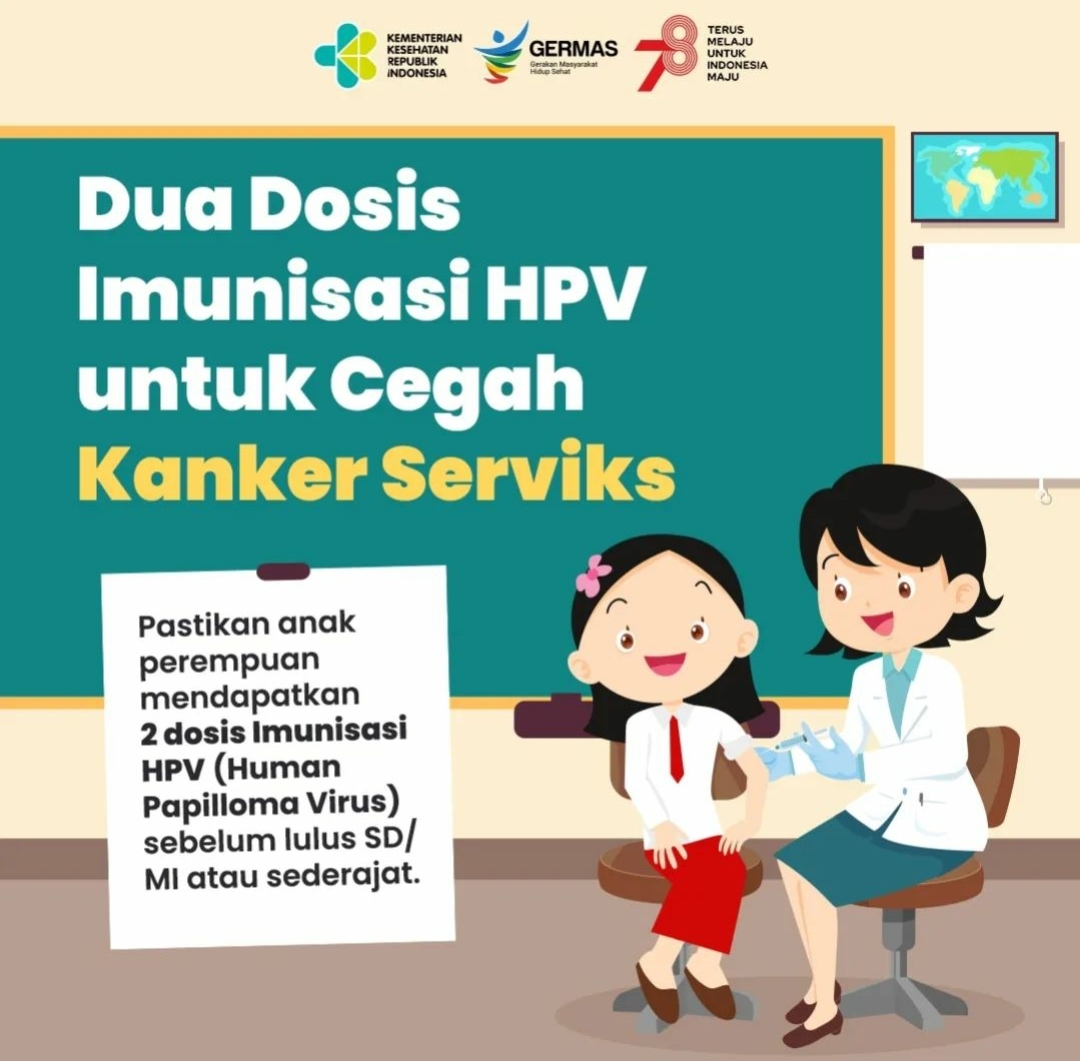 KEMENTERIAN
KESEHATAN
REPUBLIK
INDONESIA
GERMAS
Gerakan Masyarakat
Hidup Sehat
78
TERUS
MELAJU
UNTUK
INDONESIA
MAJU
Dua Dosis
Imunisasi HPV
untuk Cegah
Kanker Serviks
Pastikan anak
perempuan
mendapatkan
2 dosis Imunisasi
HPV (Human
Papilloma Virus)
sebelum lulus SD/
MI atau sederajat.